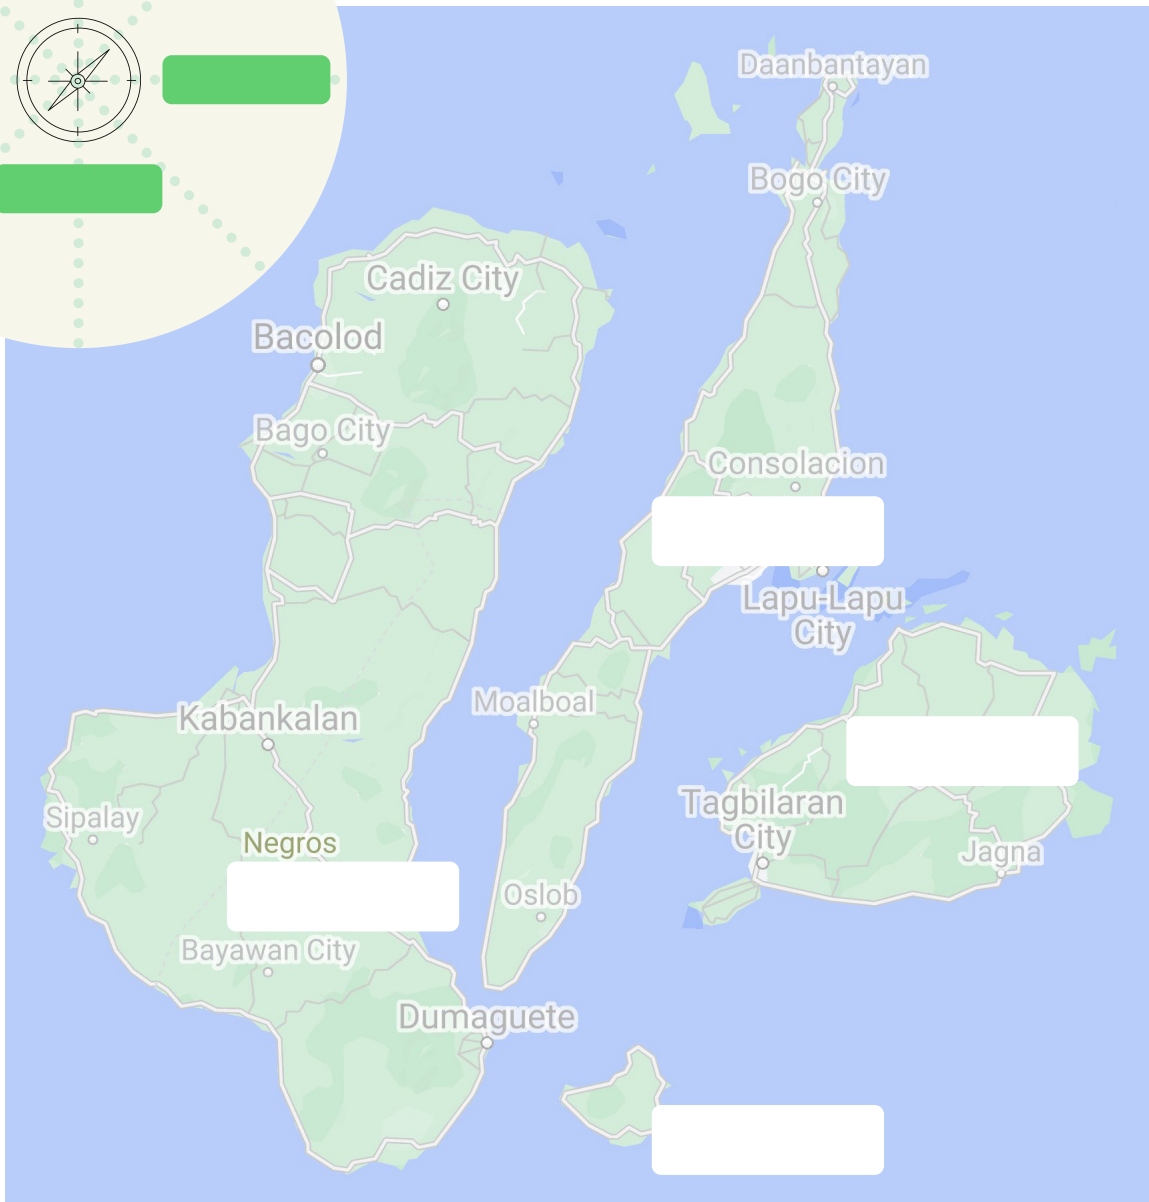 Daanbantayan
Bogo City
Cadiz City
Bacolod
Bago City
Consolacion
Lapu-Lapu
City
Moalboal
Kabankalan
Tagbilaran
City
Sipalay
Negros
Jagna
Oslob
Bayawan City
Dumaguete